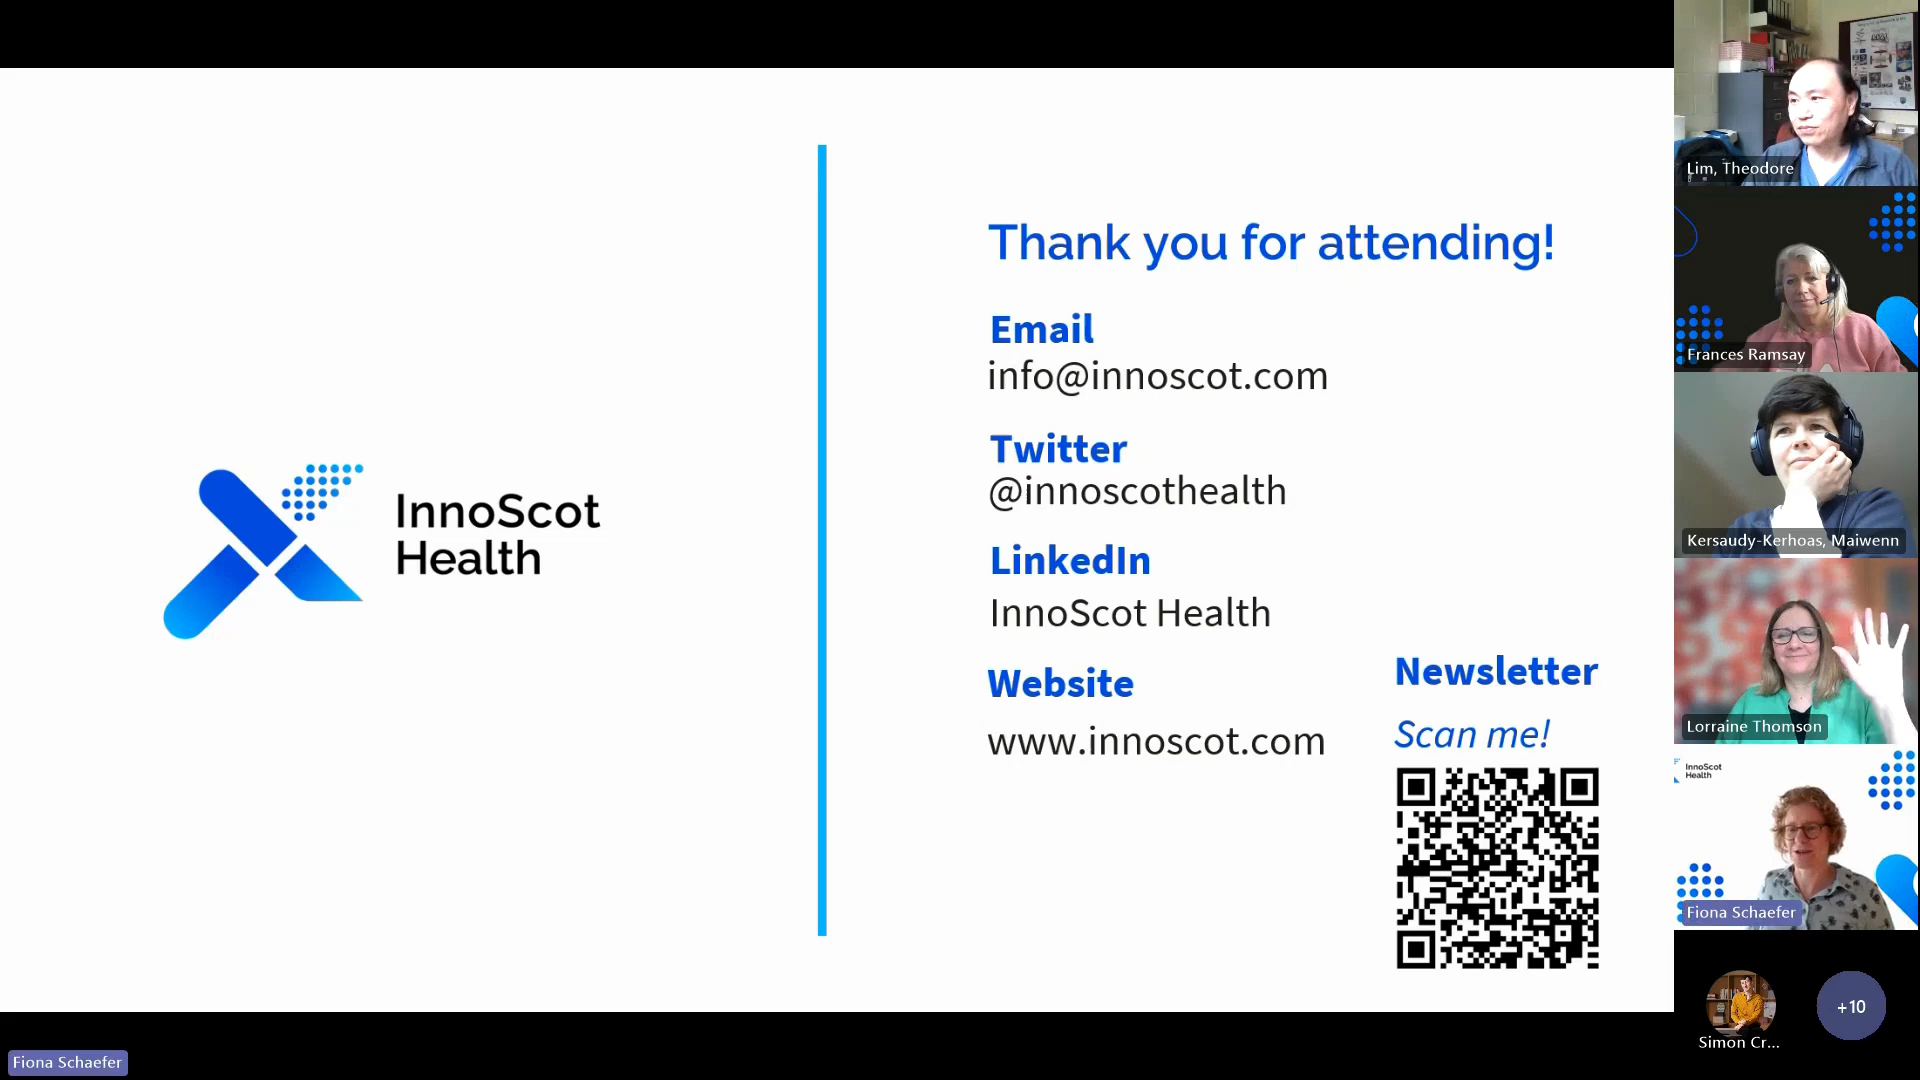 InnoScot
Health
Thank you for attending!
Email
info@innoscot.com
Twitter
@innoscothealth
LinkedIn
InnoScot Health
Website
www.innoscot.com
Newsletter
Scan me!
Lim, Theodore
Frances Ramsay
Kersaudy-Kerhoas, Maiwenn
Lorraine Thomson
InnoScot
Health
Fiona Schaefer
Simon Cr...
+10
Fiona Schaefer